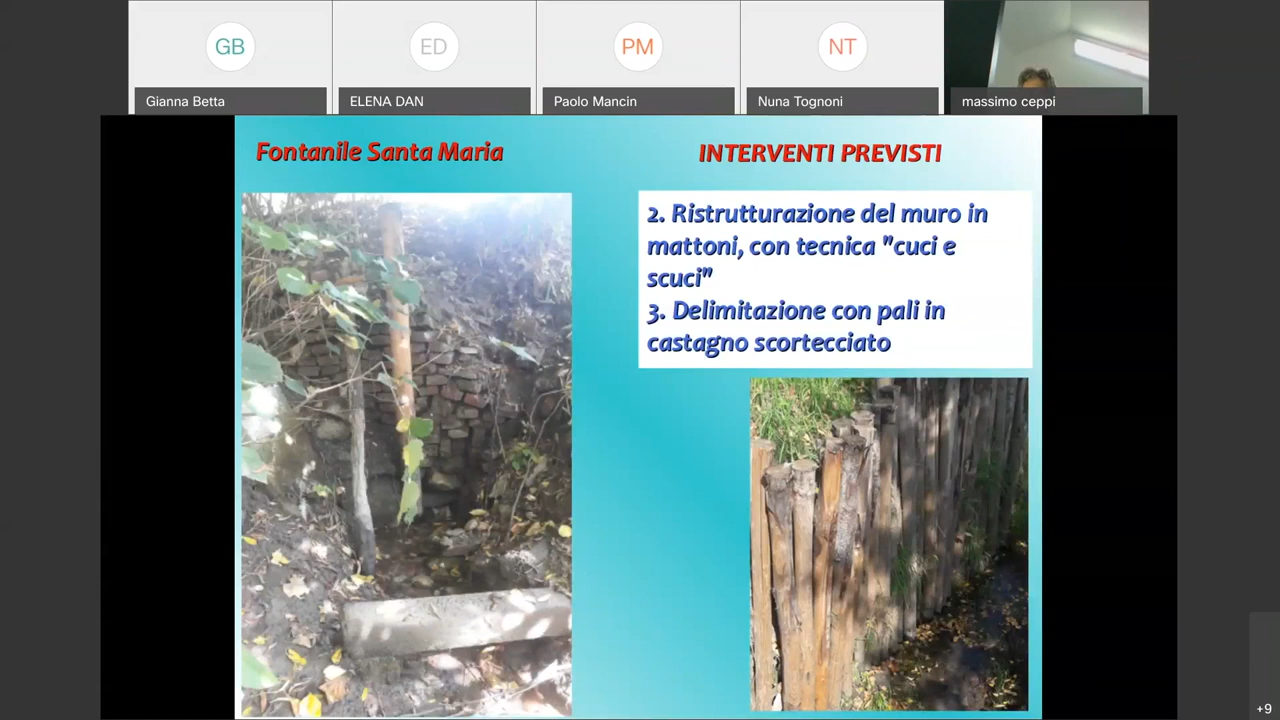 GB
ED
PM
NT
Gianna Betta
ELENA DAN
Paolo Mancin
Nuna Tognoni
massimo ceppi
Fontanile Santa Maria
INTERVENTI PREVISTI
2. Ristrutturazione del muro in
mattoni, con tecnica "cuci e
scuci"
3. Delimitazione con pali in
castagno scortecciato
+9